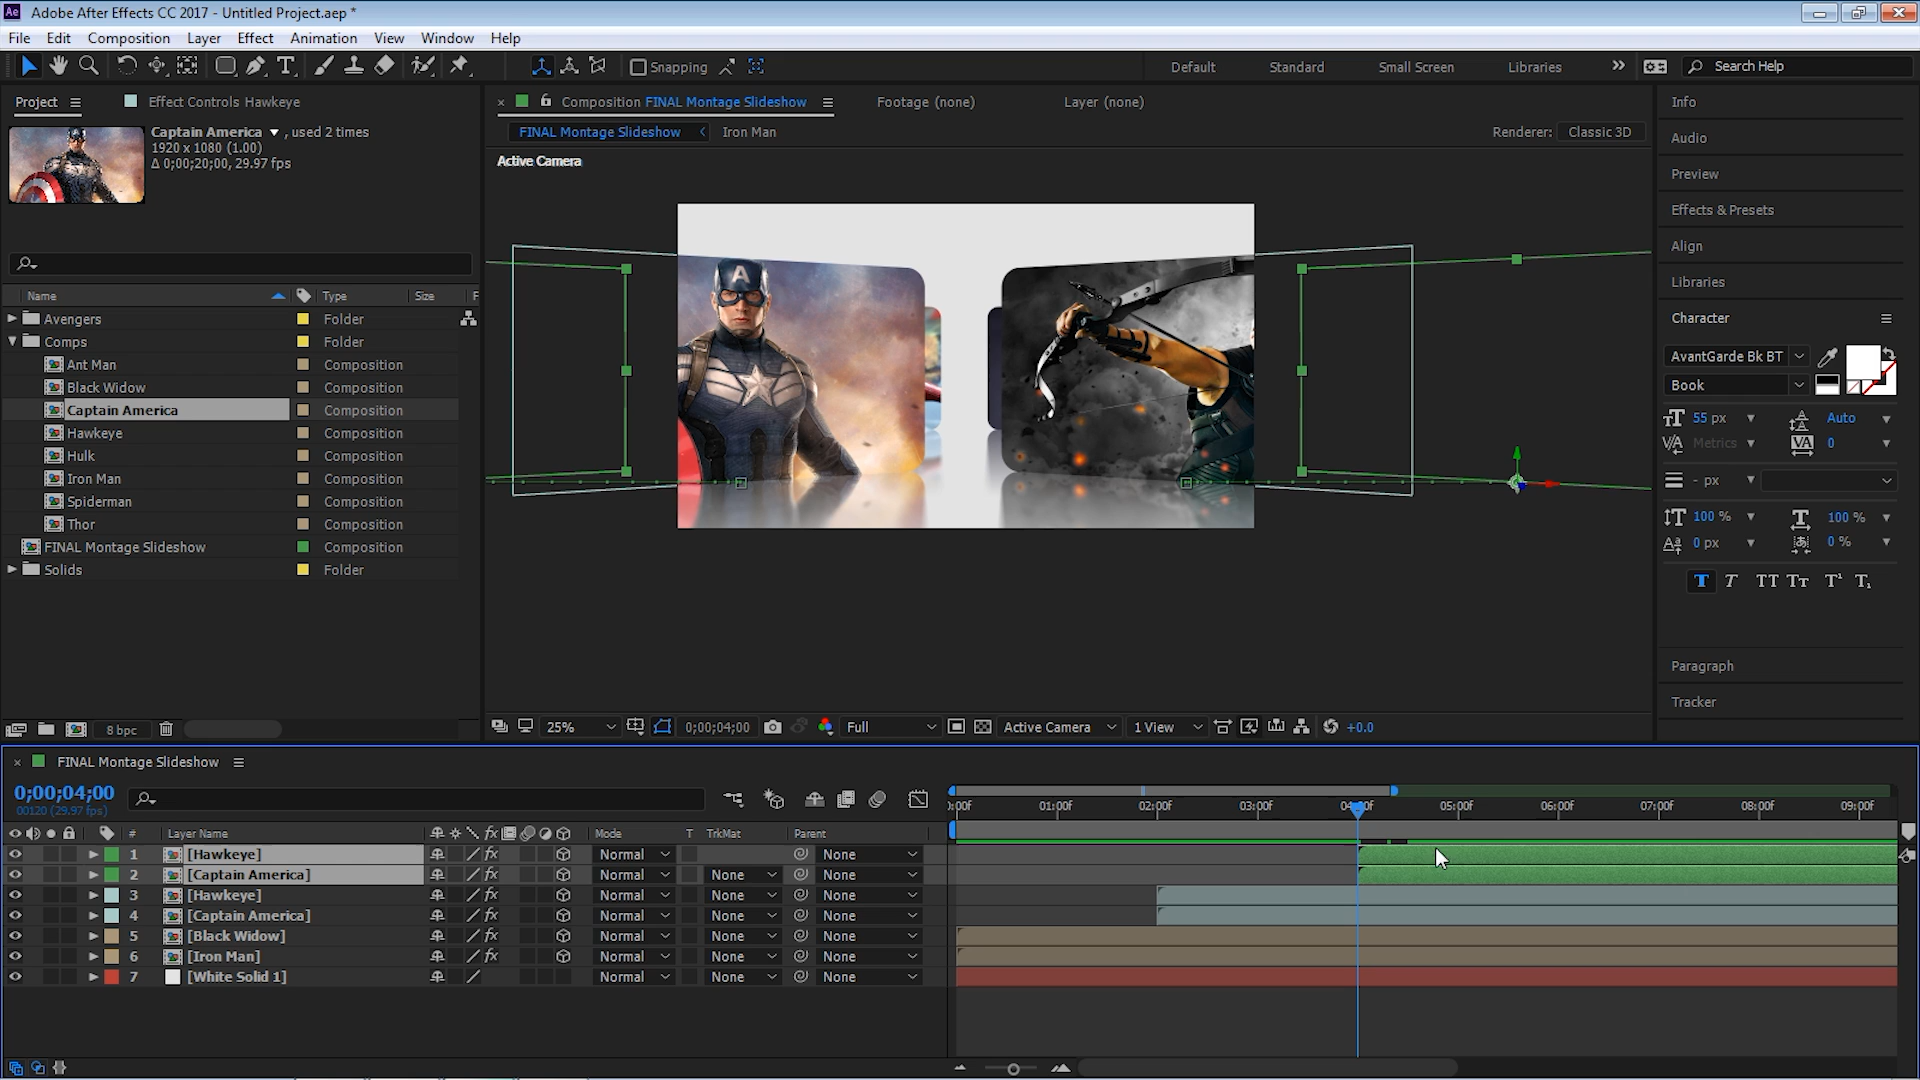 Ae Adobe After Effects CC 2017 - Untitled Project.aep *
File Edit Composition Layer Effect Animation View Window Help
Snapping Default Standard Small Screen Libraries Search Help
Project Effect Controls Hawkeye
Captain America , used 2 times
1920 x 1080 (1.00)
Δ 0;00;20;00, 29.97 fps
Name Type Size F
Avengers Folder
Comps Folder
Ant Man Composition
Black Widow Composition
Captain America Composition
Hawkeye Composition
Hulk Composition
Iron Man Composition
Spiderman Composition
Thor Composition
FINAL Montage Slideshow Composition
Solids Folder
8 bpc
Composition FINAL Montage Slideshow Footage (none) Layer (none)
FINAL Montage Slideshow Iron Man Renderer: Classic 3D
Active Camera
A
25% 0;00;04;00 Full Active Camera 1 View +0.0
Info
Audio
Preview
Effects & Presets
Align
Libraries
Character
AvantGarde Bk BT
Book
55 px Auto
Metrics 0
- px
100 % 100 %
0 px 0 %
T T TT Tт T¹ T₁
Paragraph
Tracker
FINAL Montage Slideshow
0;00;04;00
00120 (29.97 fps)
01:00f 02:00f 03:00f 05:00f 06:00f 07:00f 08:00f 09:00f
# Layer Name Mode T TrkMat Parent
1 [Hawkeye] Normal None
2 [Captain America] Normal None None
3 [Hawkeye] Normal None None
4 [Captain America] Normal None None
5 [Black Widow] Normal None None
6 [Iron Man] Normal None None
7 [White Solid 1] Normal None None